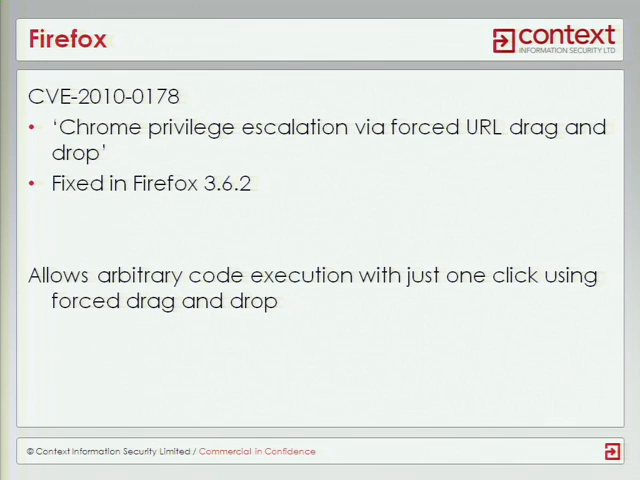 Firefox
context
INFORMATION SECURITY LTD
CVE-2010-0178
• ‘Chrome privilege escalation via forced URL drag and
drop’
• Fixed in Firefox 3.6.2
Allows arbitrary code execution with just one click using
forced drag and drop
© Context Information Security Limited / Commercial in Confidence